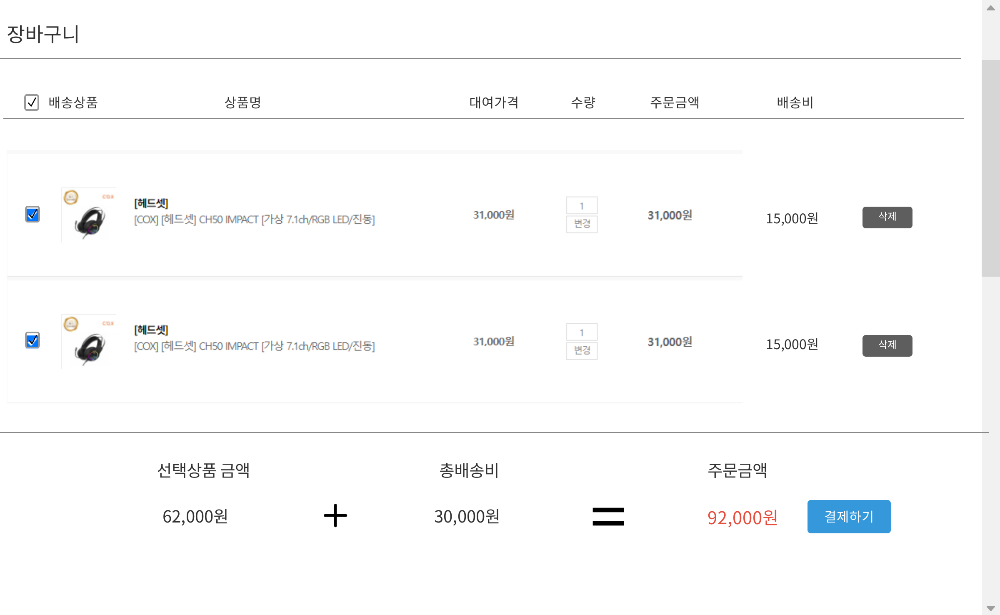 장바구니
배송상품 상품명 대여가격 수량 주문금액 배송비
cox
[헤드셋]
[COX] [헤드셋] CH50 IMPACT [가상 7.1ch/RGB LED/진동]
31,000원
1
변경
31,000원
15,000원
삭제
cox
[헤드셋]
[COX] [헤드셋] CH50 IMPACT [가상 7.1ch/RGB LED/진동]
31,000원
1
변경
31,000원
15,000원
삭제
선택상품 금액 총배송비 주문금액
62,000원 + 30,000원 = 92,000원 결제하기